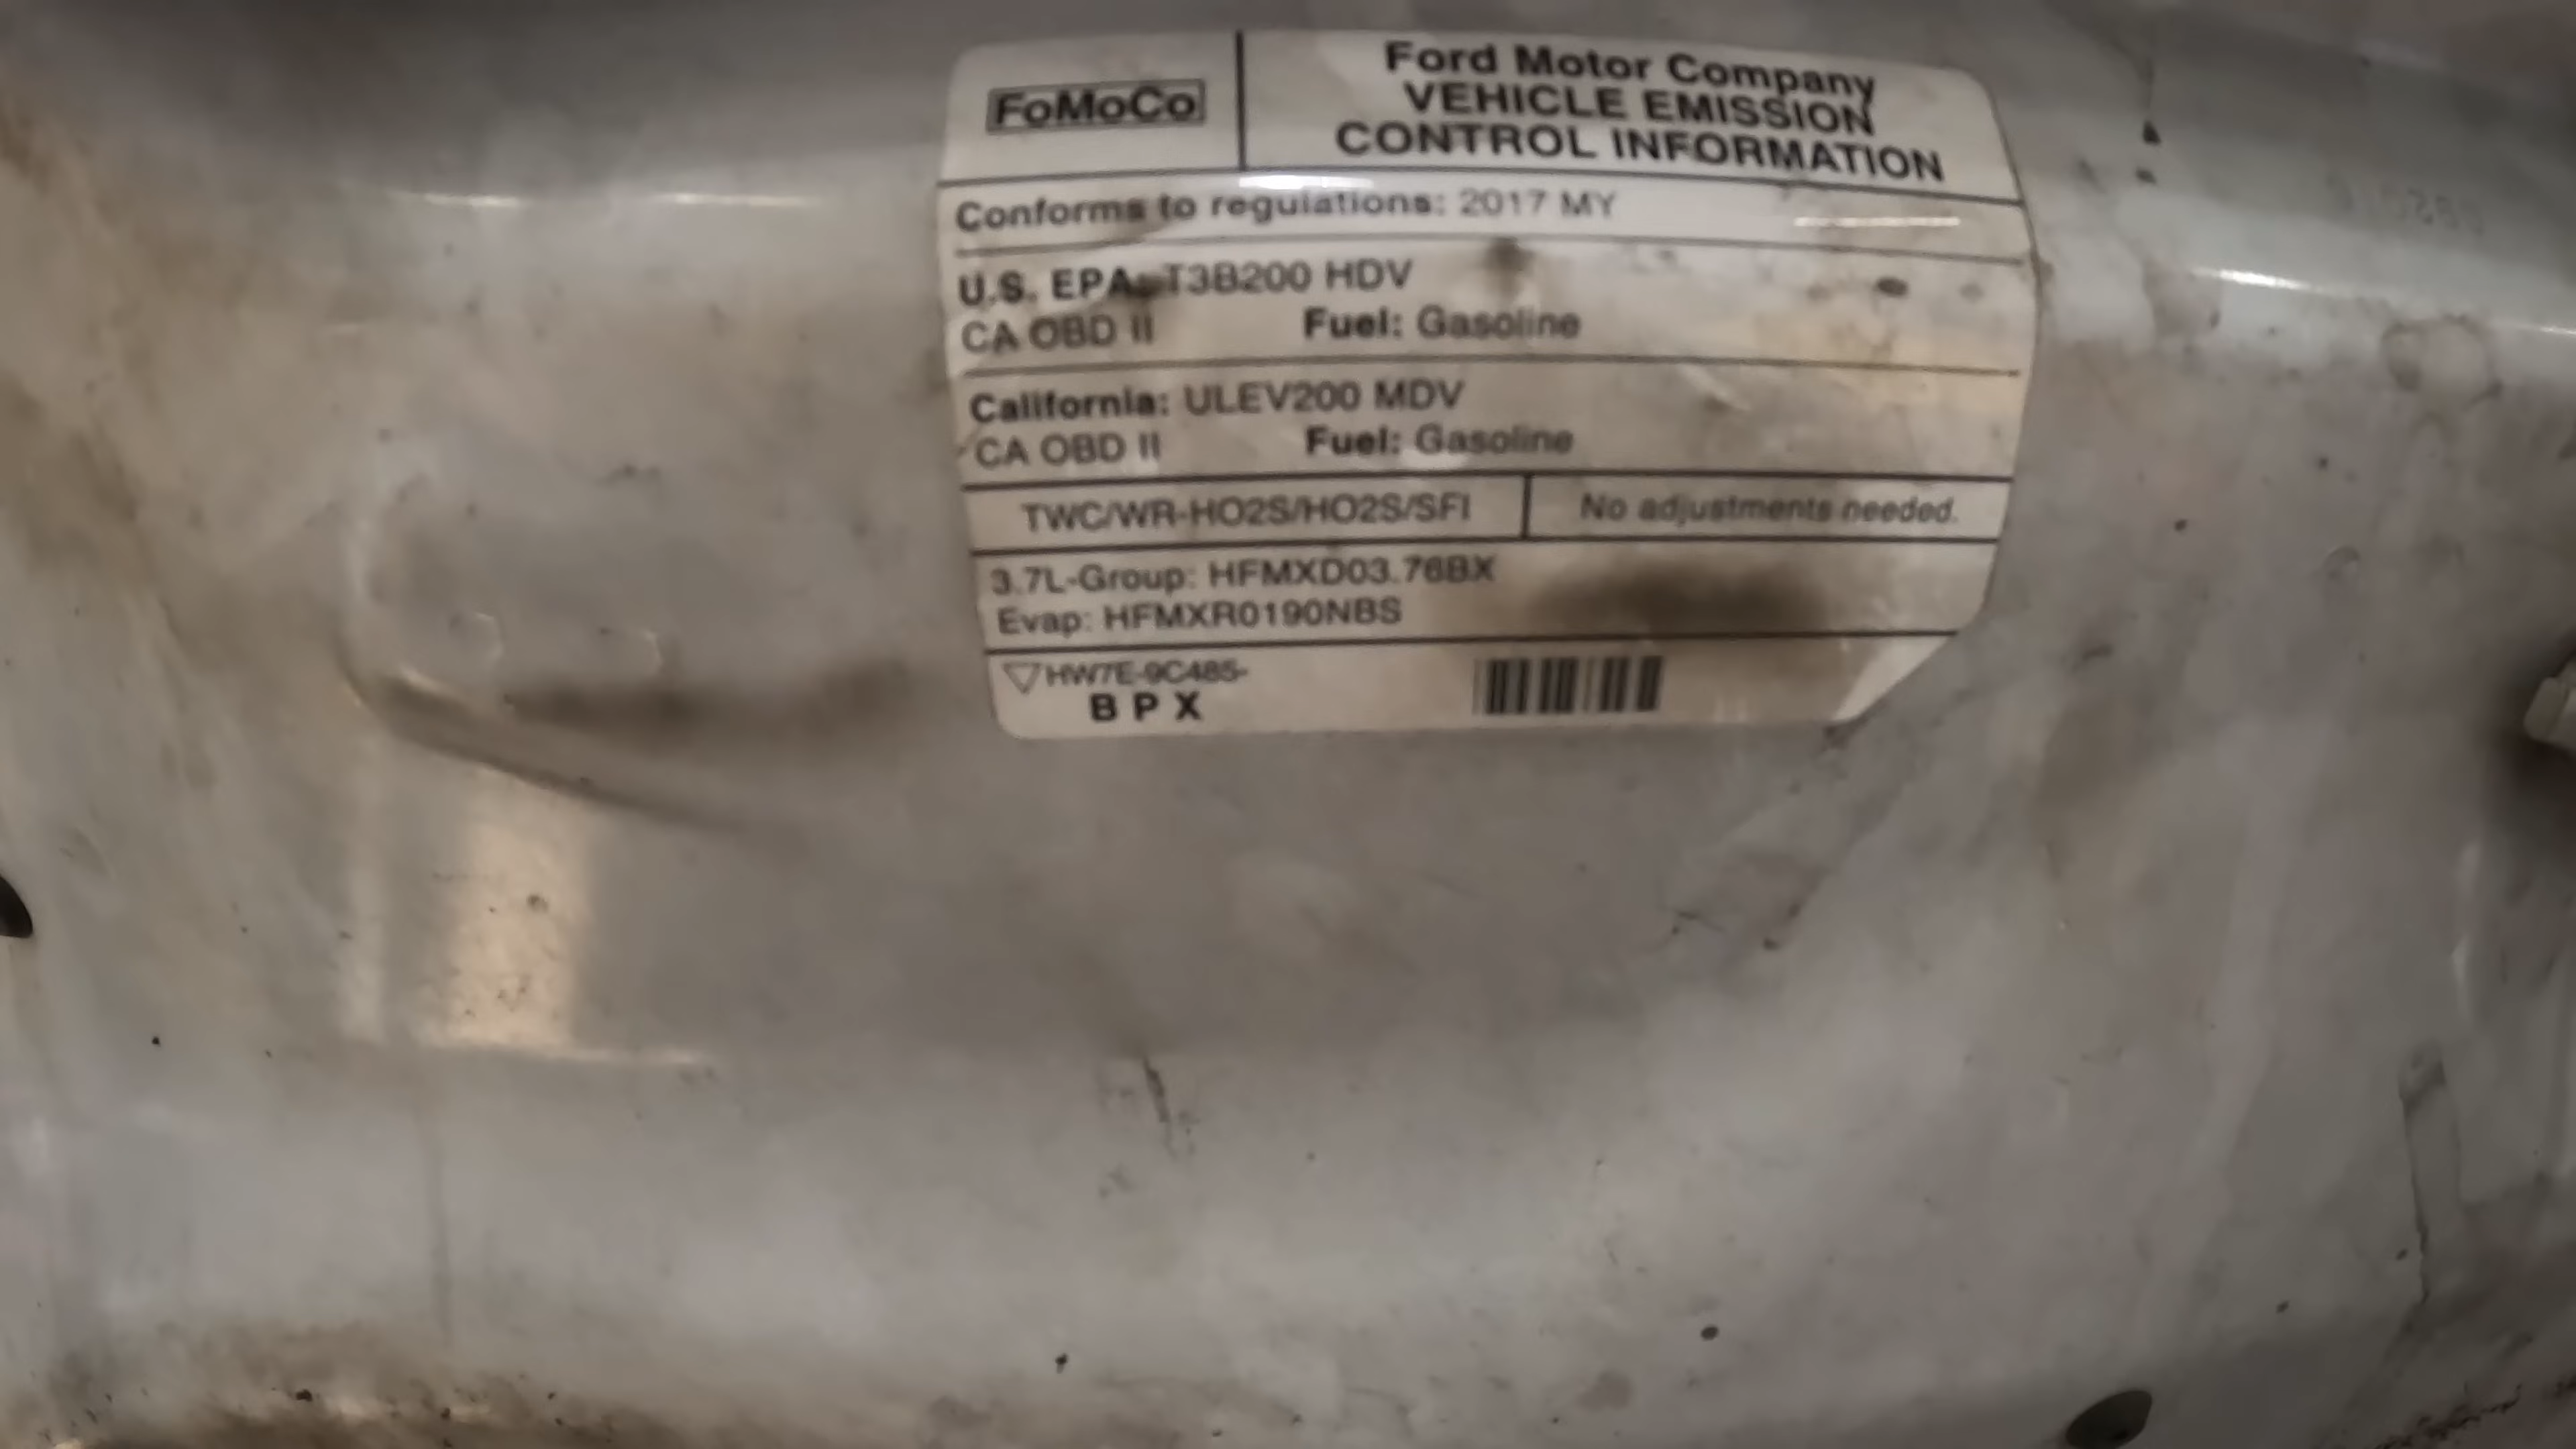 FoMoCo
Ford Motor Company
VEHICLE EMISSION
CONTROL INFORMATION
Conforms to regulations: 2017 MY
U.S. EPA: T3B200 HDV
CA OBD II Fuel: Gasoline
California: ULEV200 MDV
CA OBD II Fuel: Gasoline
TWC/WR-HO2S/HO2S/SFI No adjustments needed.
3.7L-Group: HFMXD03.76BX
Evap: HFMXR0190NBS
HW7E-9C485-
B P X